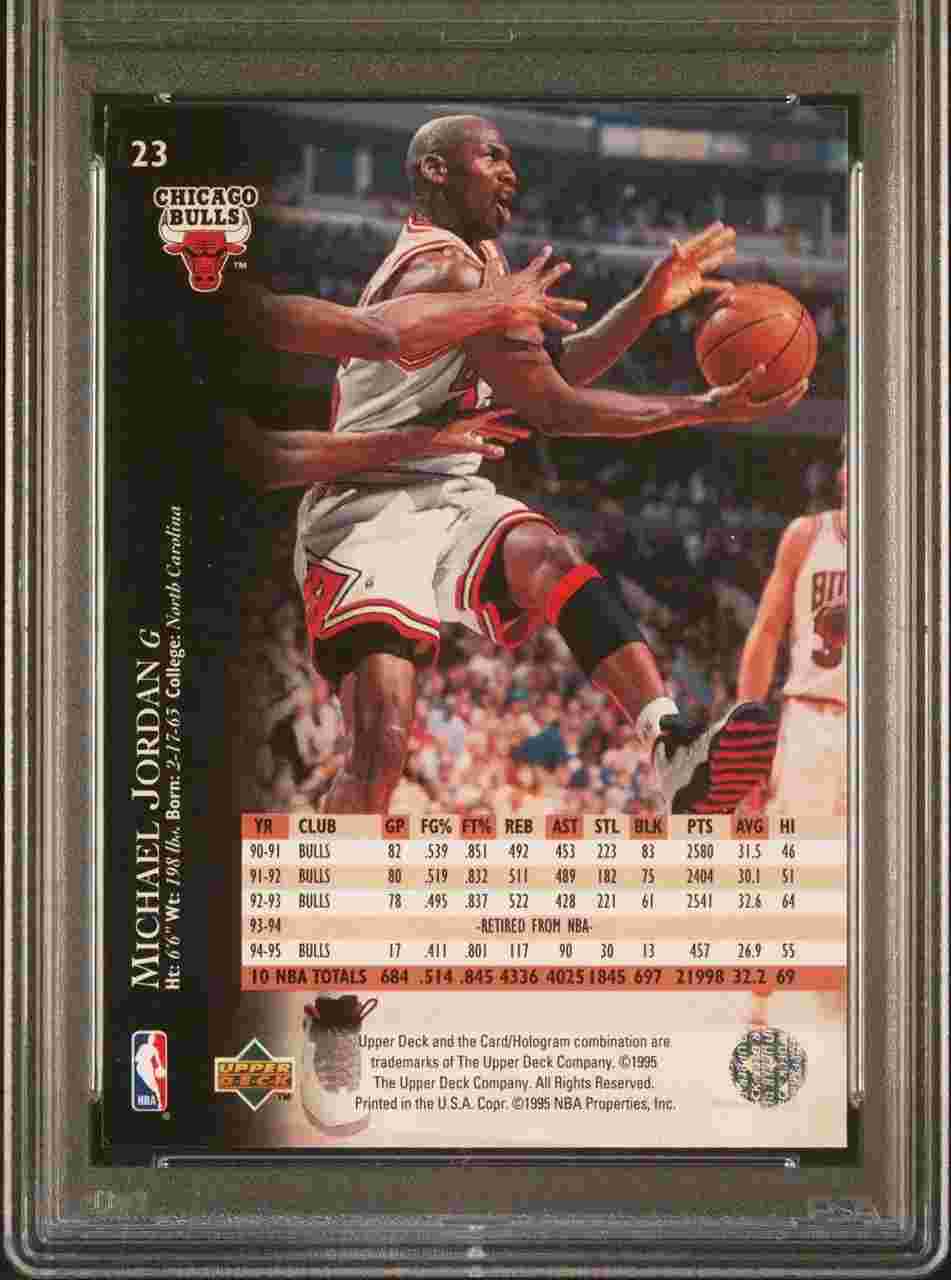 23
CHICAGO
BULLS
TM
MICHAEL JORDAN G
Ht: 6'6" Wt: 198 lbs. Born: 2-17-63 College: North Carolina
YR CLUB GP FG% FT% REB AST STL BLK PTS AVG HI
90-91 BULLS 82 .539 .851 492 453 223 83 2580 31.5 46
91-92 BULLS 80 .519 .832 511 489 182 75 2404 30.1 51
92-93 BULLS 78 .495 .837 522 428 221 61 2541 32.6 64
93-94 -RETIRED FROM NBA-
94-95 BULLS 17 .411 .801 117 90 30 13 457 26.9 55
10 NBA TOTALS 684 .514 .845 4336 4025 1845 697 21998 32.2 69
NBA
®
UPPER
DECK
TM
Upper Deck and the Card/Hologram combination are
trademarks of The Upper Deck Company. ©1995
The Upper Deck Company. All Rights Reserved.
Printed in the U.S.A. Copr. ©1995 NBA Properties, Inc.